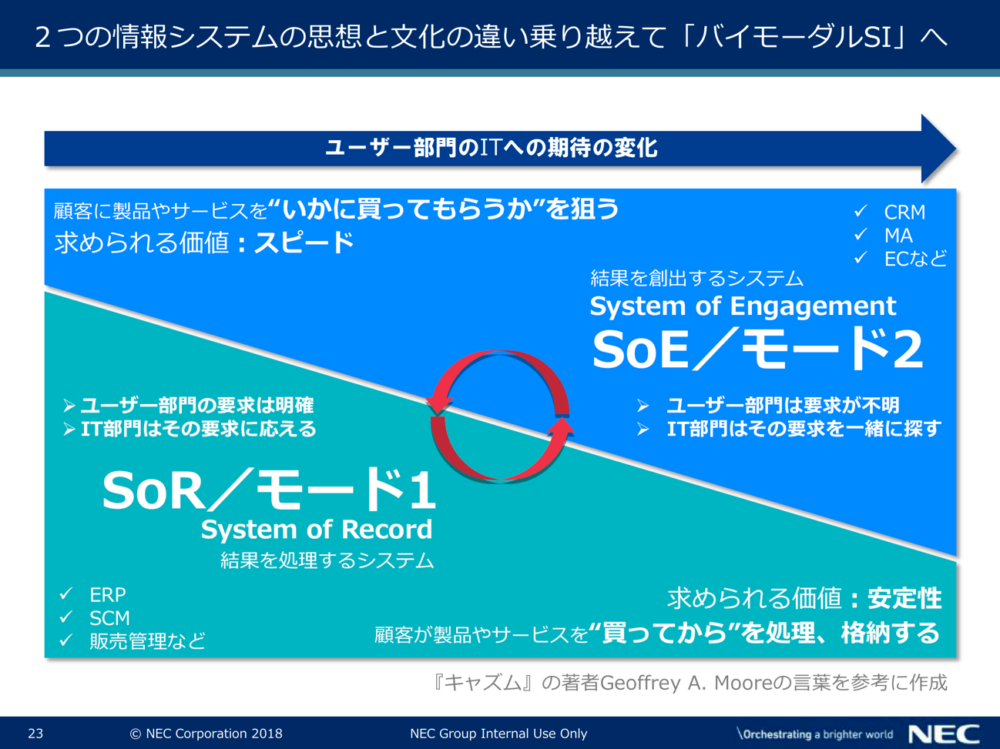 ２つの情報システムの思想と文化の違い乗り越えて「バイモーダルSI」へ
ユーザー部門のITへの期待の変化
顧客に製品やサービスを“いかに買ってもらうか”を狙う
求められる価値：スピード
✓ CRM
✓ MA
✓ ECなど
結果を創出するシステム
System of Engagement
SoE／モード2
➢ ユーザー部門の要求は明確
➢ IT部門はその要求に応える
➢ ユーザー部門は要求が不明
➢ IT部門はその要求を一緒に探す
SoR／モード1
System of Record
結果を処理するシステム
✓ ERP
✓ SCM
✓ 販売管理など
求められる価値：安定性
顧客が製品やサービスを“買ってから”を処理、格納する
『キャズム』の著者Geoffrey A. Mooreの言葉を参考に作成
23
© NEC Corporation 2018
NEC Group Internal Use Only
\Orchestrating a brighter world
NEC